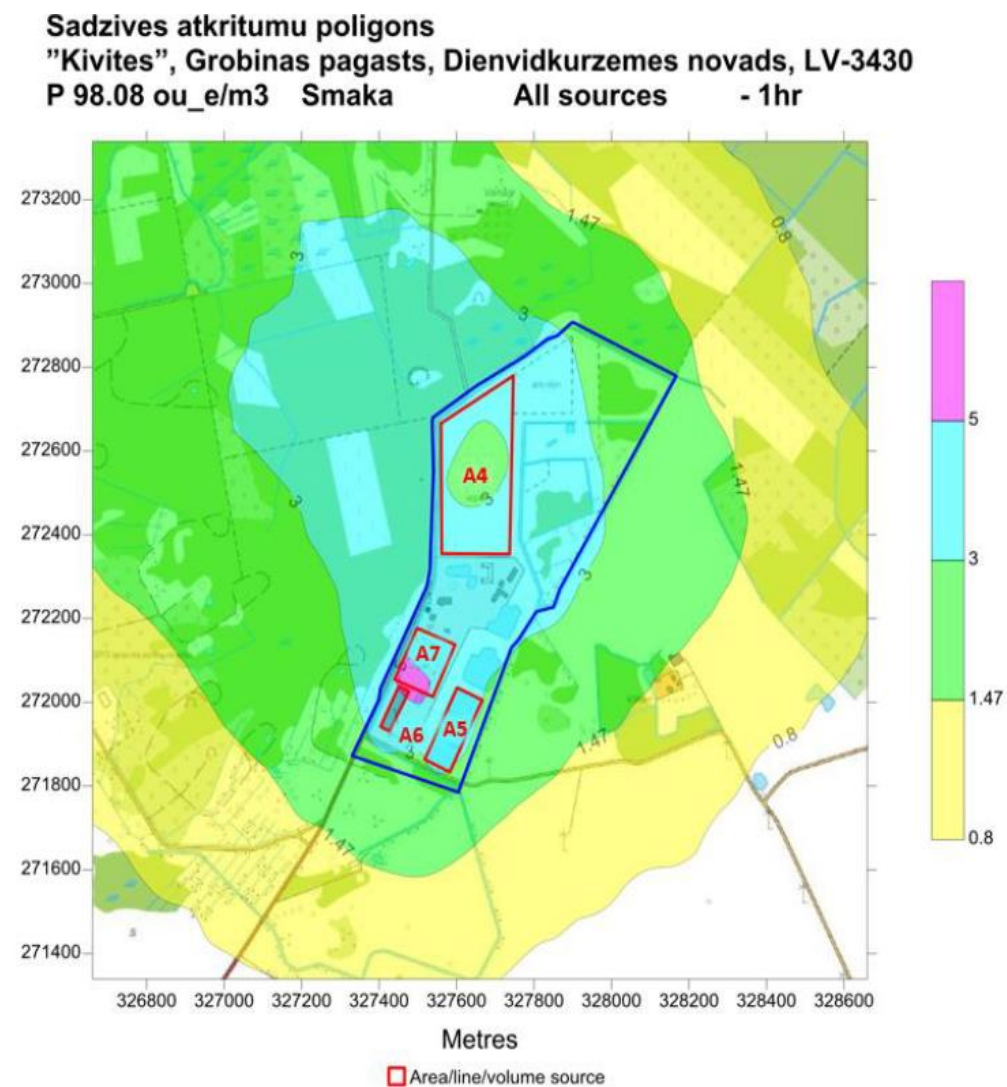 Sadzives atkritumu poligons
”Kivites”, Grobinas pagasts, Dienvidkurzemes novads, LV-3430
P 98.08 ou_e/m3 Smaka All sources - 1hr
273200
273000
272800
272600
272400
272200
272000
271800
271600
271400
3
1.47
0.8
3
A4
3
3
1.47
3
A7
A6
A5
3
1.47
0.8
1.47
5
3
1.47
0.8
326800 327000 327200 327400 327600 327800 328000 328200 328400 328600
Metres
Area/line/volume source